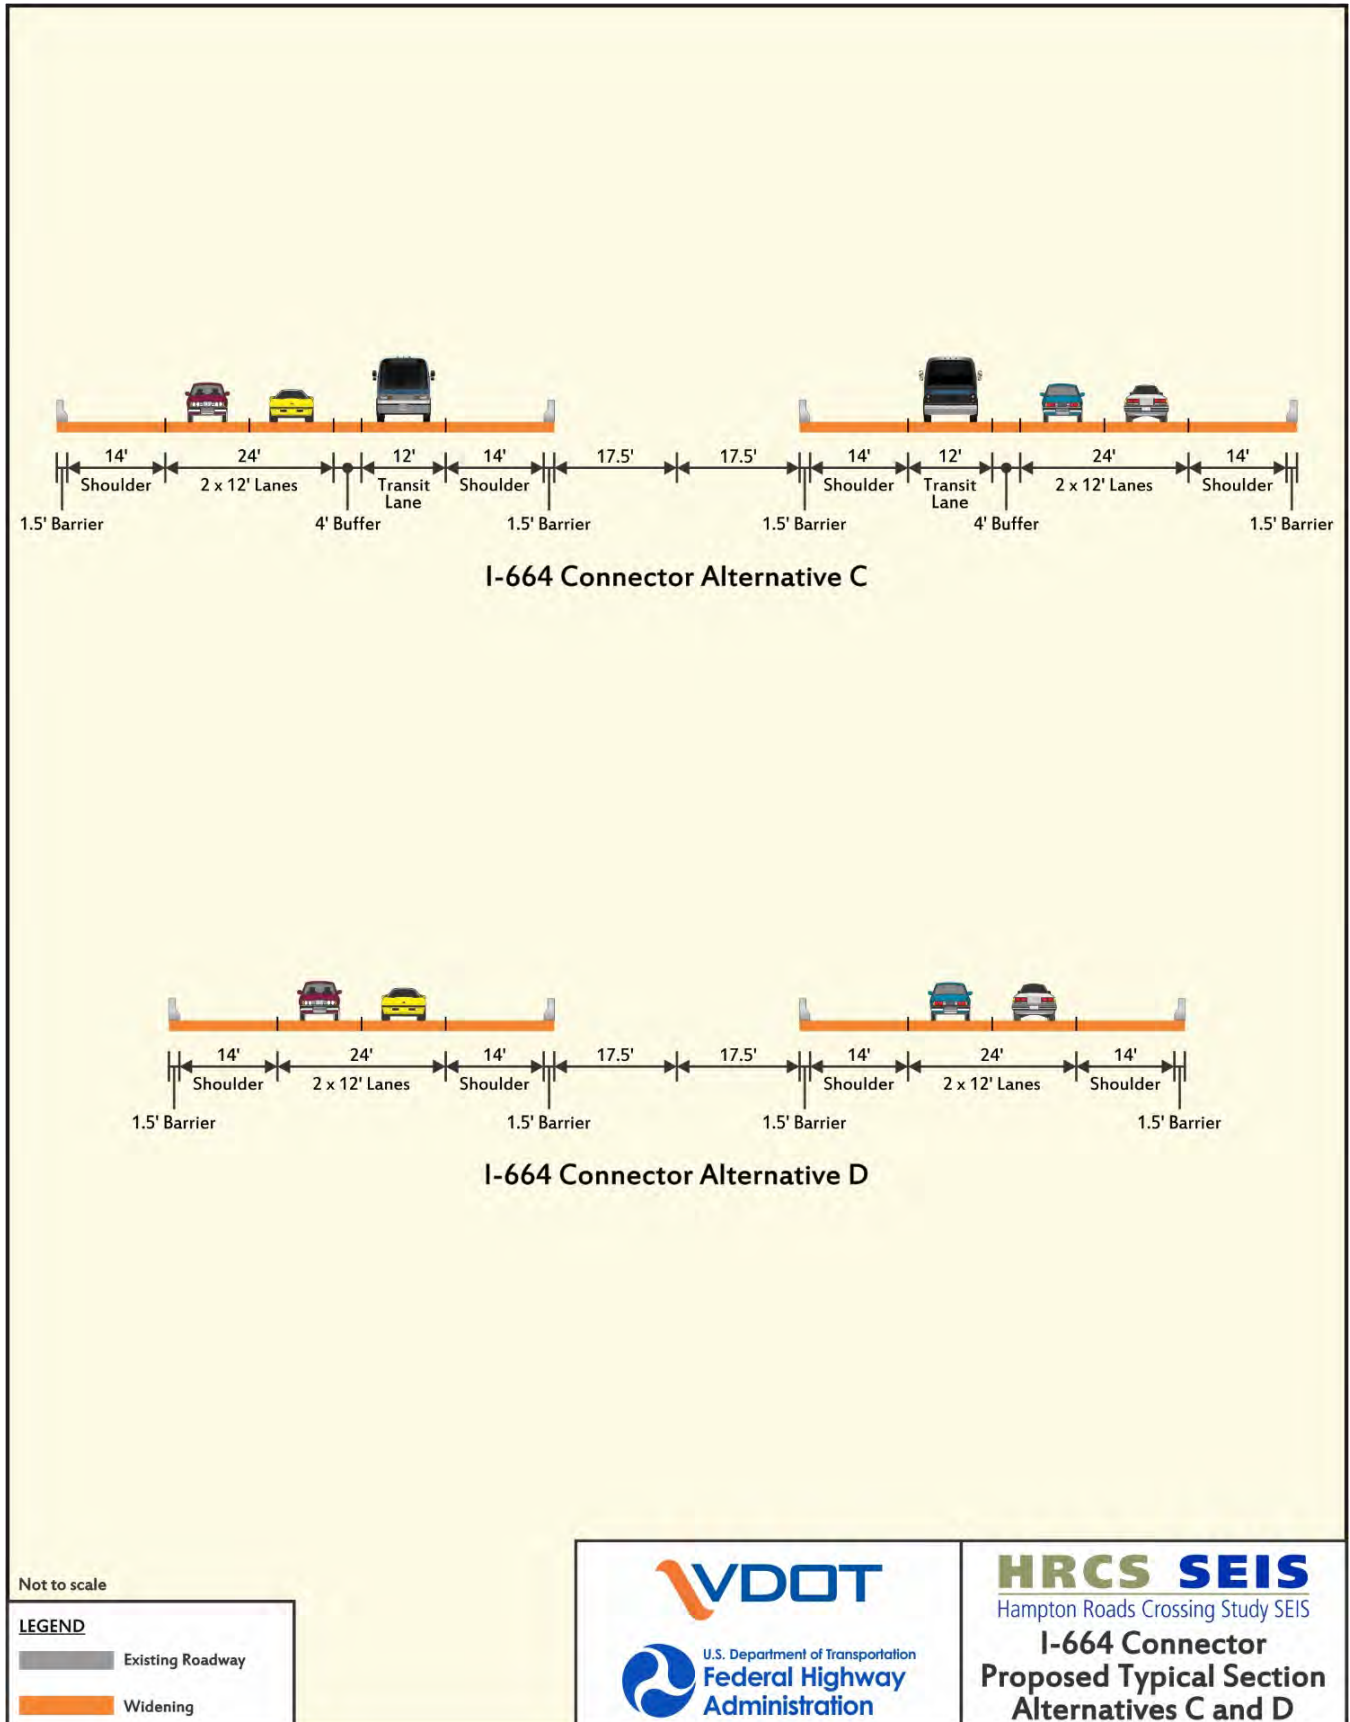 14' 24' 12' 14' 17.5' 17.5' 14' 12' 24' 14'
Shoulder 2 x 12' Lanes Transit Shoulder Shoulder Transit 2 x 12' Lanes Shoulder
Lane Lane
1.5' Barrier 4' Buffer 1.5' Barrier 1.5' Barrier 4' Buffer 1.5' Barrier
I-664 Connector Alternative C
14' 24' 14' 17.5' 17.5' 14' 24' 14'
Shoulder 2 x 12' Lanes Shoulder Shoulder 2 x 12' Lanes Shoulder
1.5' Barrier 1.5' Barrier 1.5' Barrier 1.5' Barrier
I-664 Connector Alternative D
Not to scale
LEGEND
Existing Roadway
Widening
VDOT
U.S. Department of Transportation
Federal Highway
Administration
HRCS SEIS
Hampton Roads Crossing Study SEIS
I-664 Connector
Proposed Typical Section
Alternatives C and D